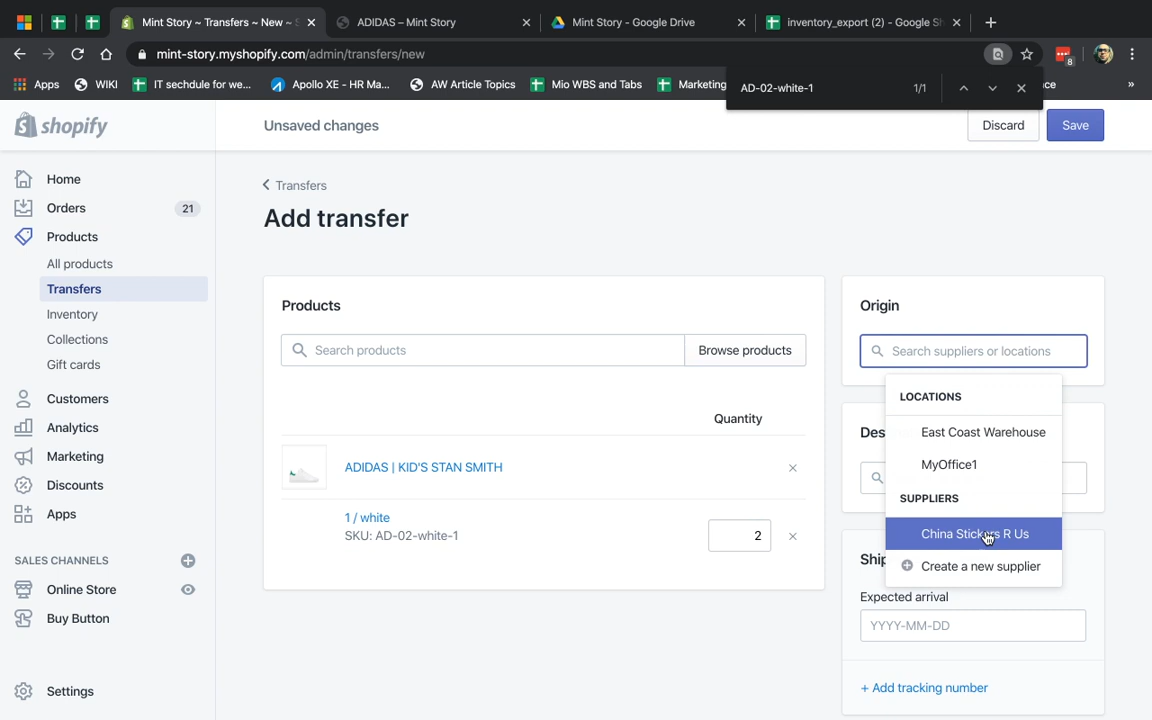 Mint Story ~ Transfers ~ New ~ S
ADIDAS – Mint Story
Mint Story - Google Drive
inventory_export (2) - Google Sh
mint-story.myshopify.com/admin/transfers/new
8
Apps
WIKI
IT techdule for we...
Apollo XE - HR Ma...
AW Article Topics
Mio WBS and Tabs
Marketing
AD-02-white-1
1/1
ce
»
shopify
Unsaved changes
Discard
Save
Home
Orders
21
Products
All products
Transfers
Inventory
Collections
Gift cards
Customers
Analytics
Marketing
Discounts
Apps
SALES CHANNELS
Online Store
Buy Button
Settings
Transfers
Add transfer
Products
Search products
Browse products
Quantity
ADIDAS | KID'S STAN SMITH
1 / white
SKU: AD-02-white-1
2
Origin
Search suppliers or locations
LOCATIONS
East Coast Warehouse
MyOffice1
SUPPLIERS
China Stickers R Us
Create a new supplier
Des
Ship
Expected arrival
YYYY-MM-DD
+ Add tracking number